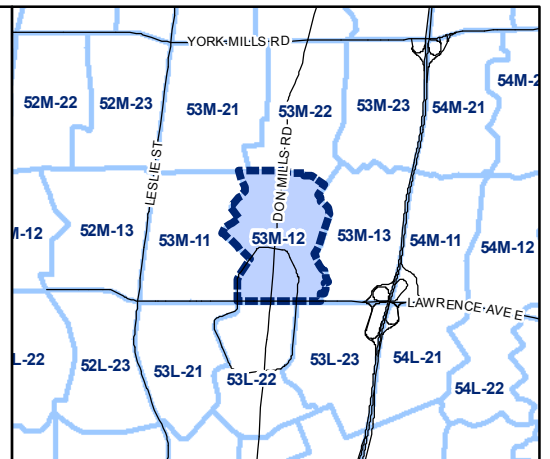 YORK MILLS RD
54M-2
52M-22
52M-23
53M-21
53M-22
53M-23
54M-21
LESLIE ST
DON MILLS RD
M-12
52M-13
53M-11
53M-12
53M-13
54M-11
54M-12
LAWRENCE AVE E
L-22
52L-23
53L-21
53L-22
53L-23
54L-21
54L-22